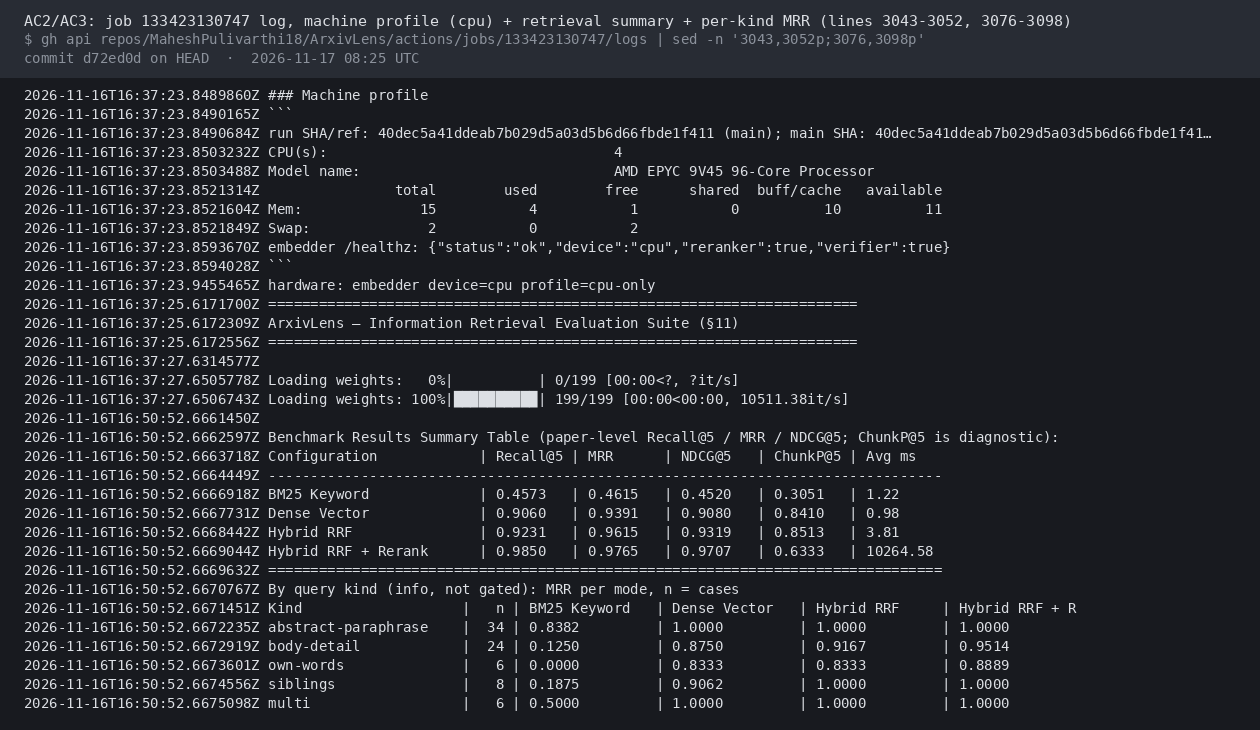 AC2/AC3: job 133423130747 log, machine profile (cpu) + retrieval summary + per-kind MRR (lines 3043-3052, 3076-3098)
$ gh api repos/MaheshPulivarthi18/ArxivLens/actions/jobs/133423130747/logs | sed -n '3043,3052p;3076,3098p'
commit d72ed0d on HEAD · 2026-11-17 08:25 UTC
2026-11-16T16:37:23.8489860Z ### Machine profile
2026-11-16T16:37:23.8490165Z ```
2026-11-16T16:37:23.8490684Z run SHA/ref: 40dec5a41ddeab7b029d5a03d5b6d66fbde1f411 (main); main SHA: 40dec5a41ddeab7b029d5a03d5b6d66fbde1f41…
2026-11-16T16:37:23.8503232Z CPU(s):                                  4
2026-11-16T16:37:23.8503488Z Model name:                              AMD EPYC 9V45 96-Core Processor
2026-11-16T16:37:23.8521314Z                total        used        free      shared  buff/cache   available
2026-11-16T16:37:23.8521604Z Mem:              15           4           1           0          10          11
2026-11-16T16:37:23.8521849Z Swap:              2           0           2
2026-11-16T16:37:23.8593670Z embedder /healthz: {"status":"ok","device":"cpu","reranker":true,"verifier":true}
2026-11-16T16:37:23.8594028Z ```
2026-11-16T16:37:23.9455465Z hardware: embedder device=cpu profile=cpu-only
2026-11-16T16:37:25.6171700Z ======================================================================
2026-11-16T16:37:25.6172309Z ArxivLens — Information Retrieval Evaluation Suite (§11)
2026-11-16T16:37:25.6172556Z ======================================================================
2026-11-16T16:37:27.6314577Z
2026-11-16T16:37:27.6505778Z Loading weights:   0%|          | 0/199 [00:00<?, ?it/s]
2026-11-16T16:37:27.6506743Z Loading weights: 100%|██████████| 199/199 [00:00<00:00, 10511.38it/s]
2026-11-16T16:50:52.6661450Z
2026-11-16T16:50:52.6662597Z Benchmark Results Summary Table (paper-level Recall@5 / MRR / NDCG@5; ChunkP@5 is diagnostic):
2026-11-16T16:50:52.6663718Z Configuration            | Recall@5 | MRR      | NDCG@5   | ChunkP@5 | Avg ms
2026-11-16T16:50:52.6664449Z --------------------------------------------------------------------------------
2026-11-16T16:50:52.6666918Z BM25 Keyword             | 0.4573   | 0.4615   | 0.4520   | 0.3051   | 1.22
2026-11-16T16:50:52.6667731Z Dense Vector             | 0.9060   | 0.9391   | 0.9080   | 0.8410   | 0.98
2026-11-16T16:50:52.6668442Z Hybrid RRF               | 0.9231   | 0.9615   | 0.9319   | 0.8513   | 3.81
2026-11-16T16:50:52.6669044Z Hybrid RRF + Rerank      | 0.9850   | 0.9765   | 0.9707   | 0.6333   | 10264.58
2026-11-16T16:50:52.6669632Z ================================================================================
2026-11-16T16:50:52.6670767Z By query kind (info, not gated): MRR per mode, n = cases
2026-11-16T16:50:52.6671451Z Kind                   |   n | BM25 Keyword   | Dense Vector   | Hybrid RRF     | Hybrid RRF + R
2026-11-16T16:50:52.6672235Z abstract-paraphrase    |  34 | 0.8382         | 1.0000         | 1.0000         | 1.0000
2026-11-16T16:50:52.6672919Z body-detail            |  24 | 0.1250         | 0.8750         | 0.9167         | 0.9514
2026-11-16T16:50:52.6673601Z own-words              |   6 | 0.0000         | 0.8333         | 0.8333         | 0.8889
2026-11-16T16:50:52.6674556Z siblings               |   8 | 0.1875         | 0.9062         | 1.0000         | 1.0000
2026-11-16T16:50:52.6675098Z multi                  |   6 | 0.5000         | 1.0000         | 1.0000         | 1.0000